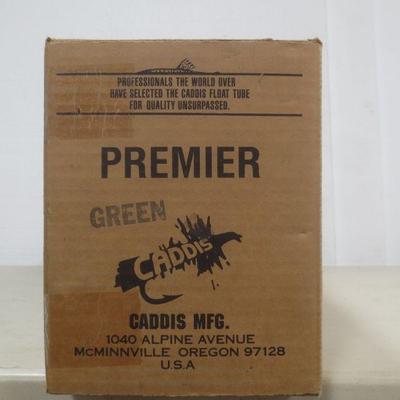 PROFESSIONALS THE WORLD OVER
HAVE SELECTED THE CADDIS FLOAT TUBE
FOR QUALITY UNSURPASSED.
PREMIER
GREEN
CADDIS
CADDIS MFG.
1040 ALPINE AVENUE
MCMINNVILLE OREGON 97128
U.S.A